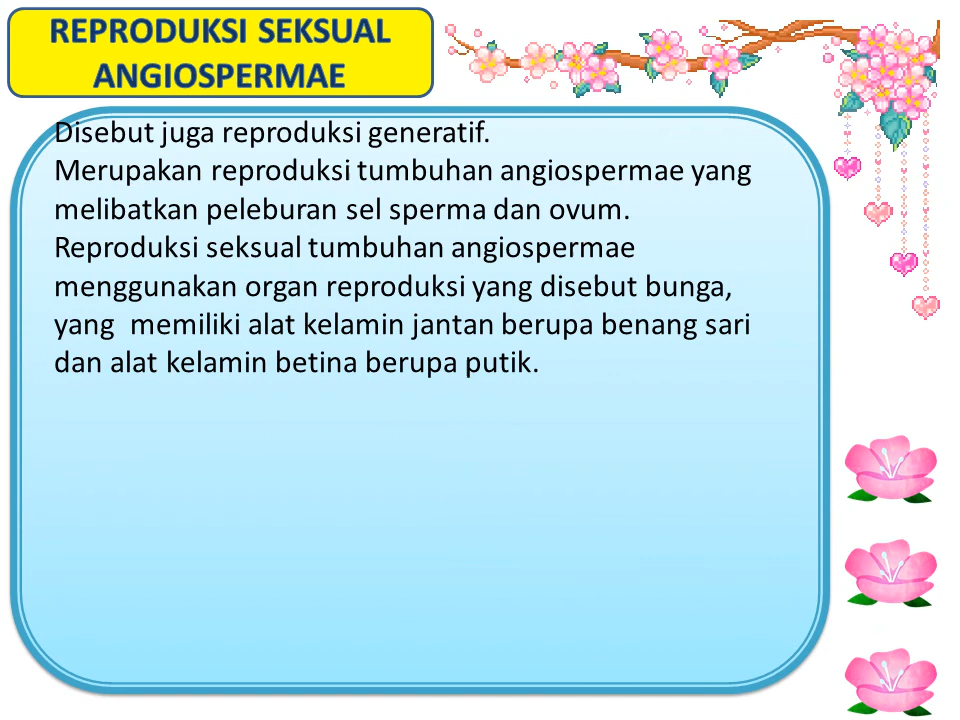 REPRODUKSI SEKSUAL
ANGIOSPERMAE
Disebut juga reproduksi generatif.
Merupakan reproduksi tumbuhan angiospermae yang
melibatkan peleburan sel sperma dan ovum.
Reproduksi seksual tumbuhan angiospermae
menggunakan organ reproduksi yang disebut bunga,
yang  memiliki alat kelamin jantan berupa benang sari
dan alat kelamin betina berupa putik.